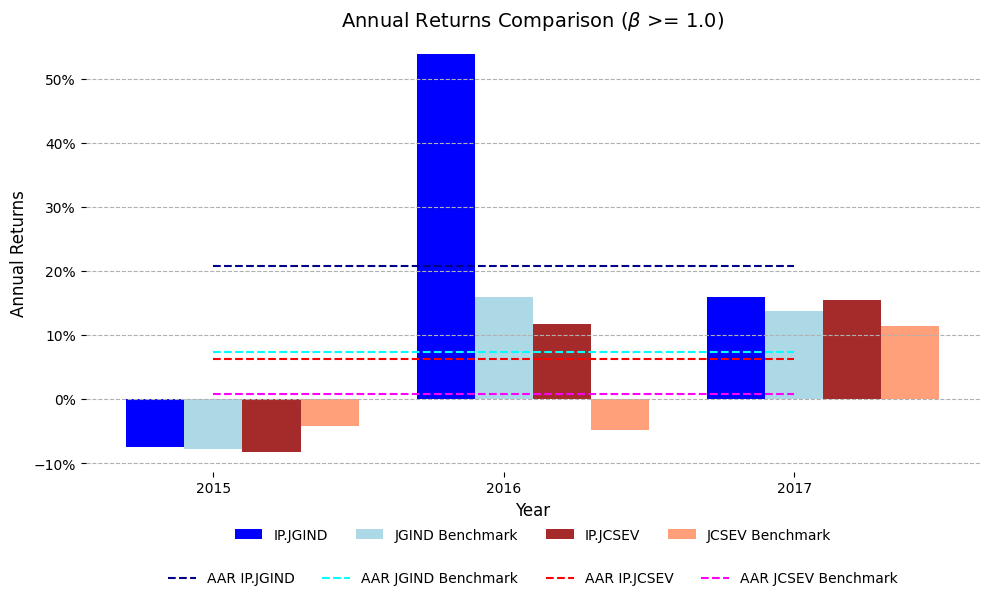 Annual Returns Comparison (β >= 1.0)
Annual Returns
50%
40%
30%
20%
10%
0%
−10%
2015 2016 2017
Year
IP.JGIND JGIND Benchmark IP.JCSEV JCSEV Benchmark
AAR IP.JGIND AAR JGIND Benchmark AAR IP.JCSEV AAR JCSEV Benchmark